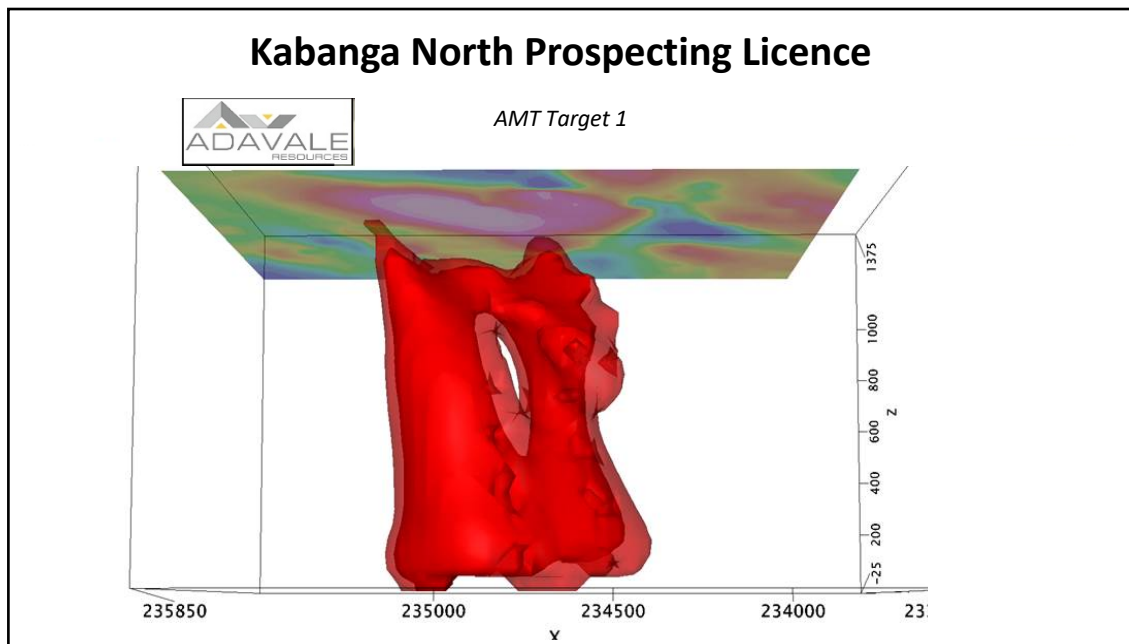 Kabanga North Prospecting Licence
AMT Target 1
ADAVALE
RESOURCES
1375
1000
800
600
Z
400
200
-25
235850
235000
234500
234000
X